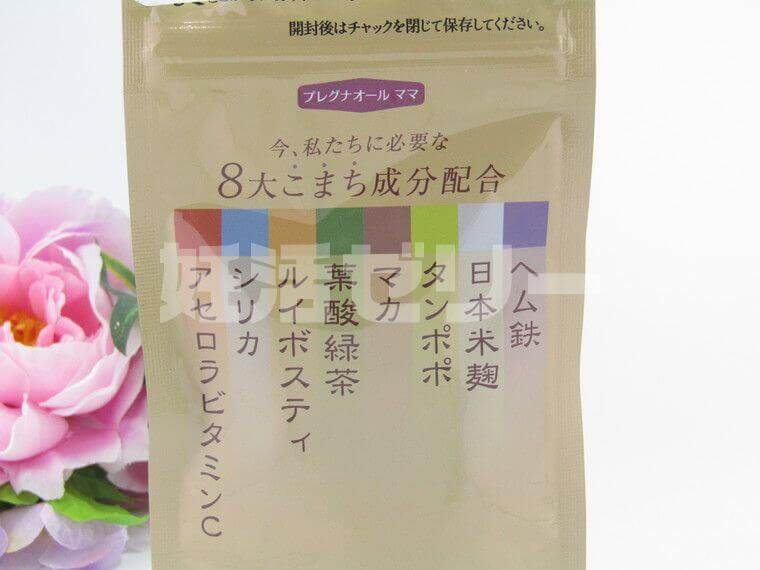 開封後はチャックを閉じて保存してください。
プレグナオール ママ
今、私たちに必要な
8大こまち成分配合
ヘム鉄
日本米麹
タンポポ
マカ
葉酸緑茶
ルイボスティ
シリカ
アセロラビタミンC
妊活ゼリー